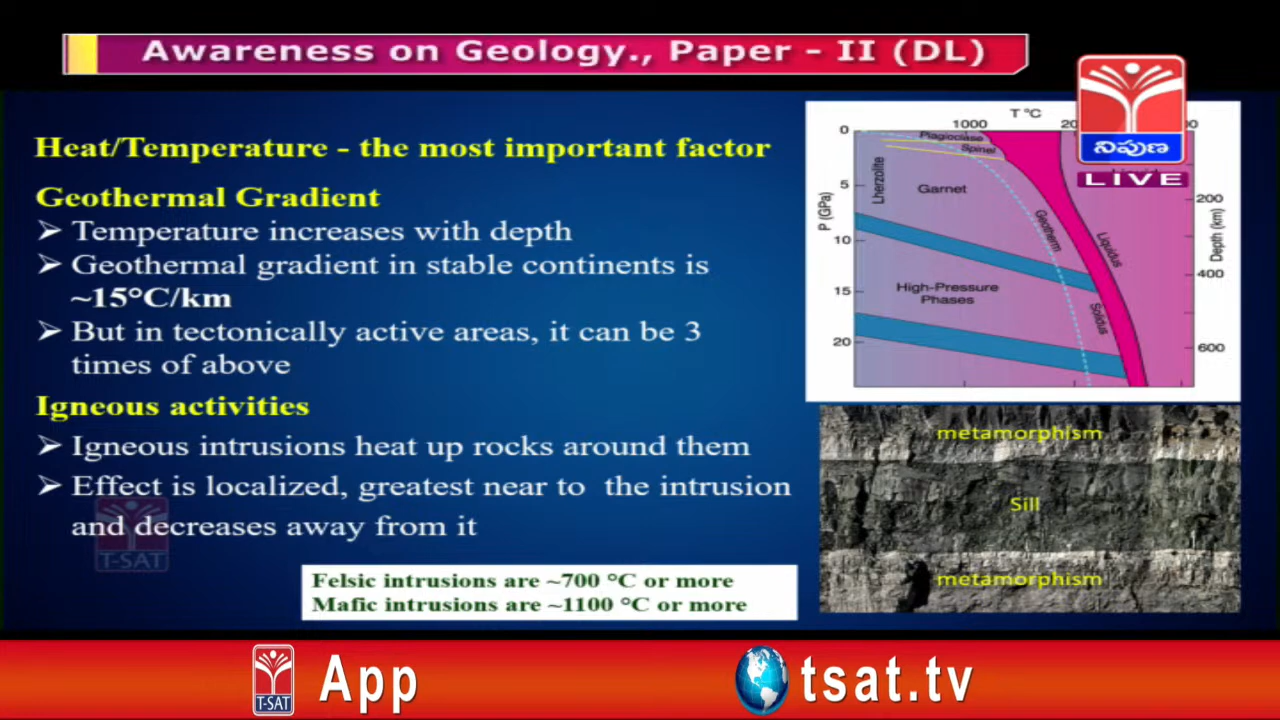 Awareness on Geology., Paper - II (DL)
నిపుణ
LIVE
Heat/Temperature - the most important factor
Geothermal Gradient
➢ Temperature increases with depth
➢ Geothermal gradient in stable continents is
~15°C/km
➢ But in tectonically active areas, it can be 3
times of above
Igneous activities
➢ Igneous intrusions heat up rocks around them
➢ Effect is localized, greatest near to the intrusion
and decreases away from it
T-SAT
Felsic intrusions are ~700 °C or more
Mafic intrusions are ~1100 °C or more
T °C
1000
0
5
10
15
20
P (GPa)
Plagioclase
Spinel
Lherzolite
Garnet
Geotherm
Liquidus
Solidus
High-Pressure
Phases
200
400
600
Depth (km)
metamorphism
Sill
metamorphism
T-SAT
App
tsat.tv